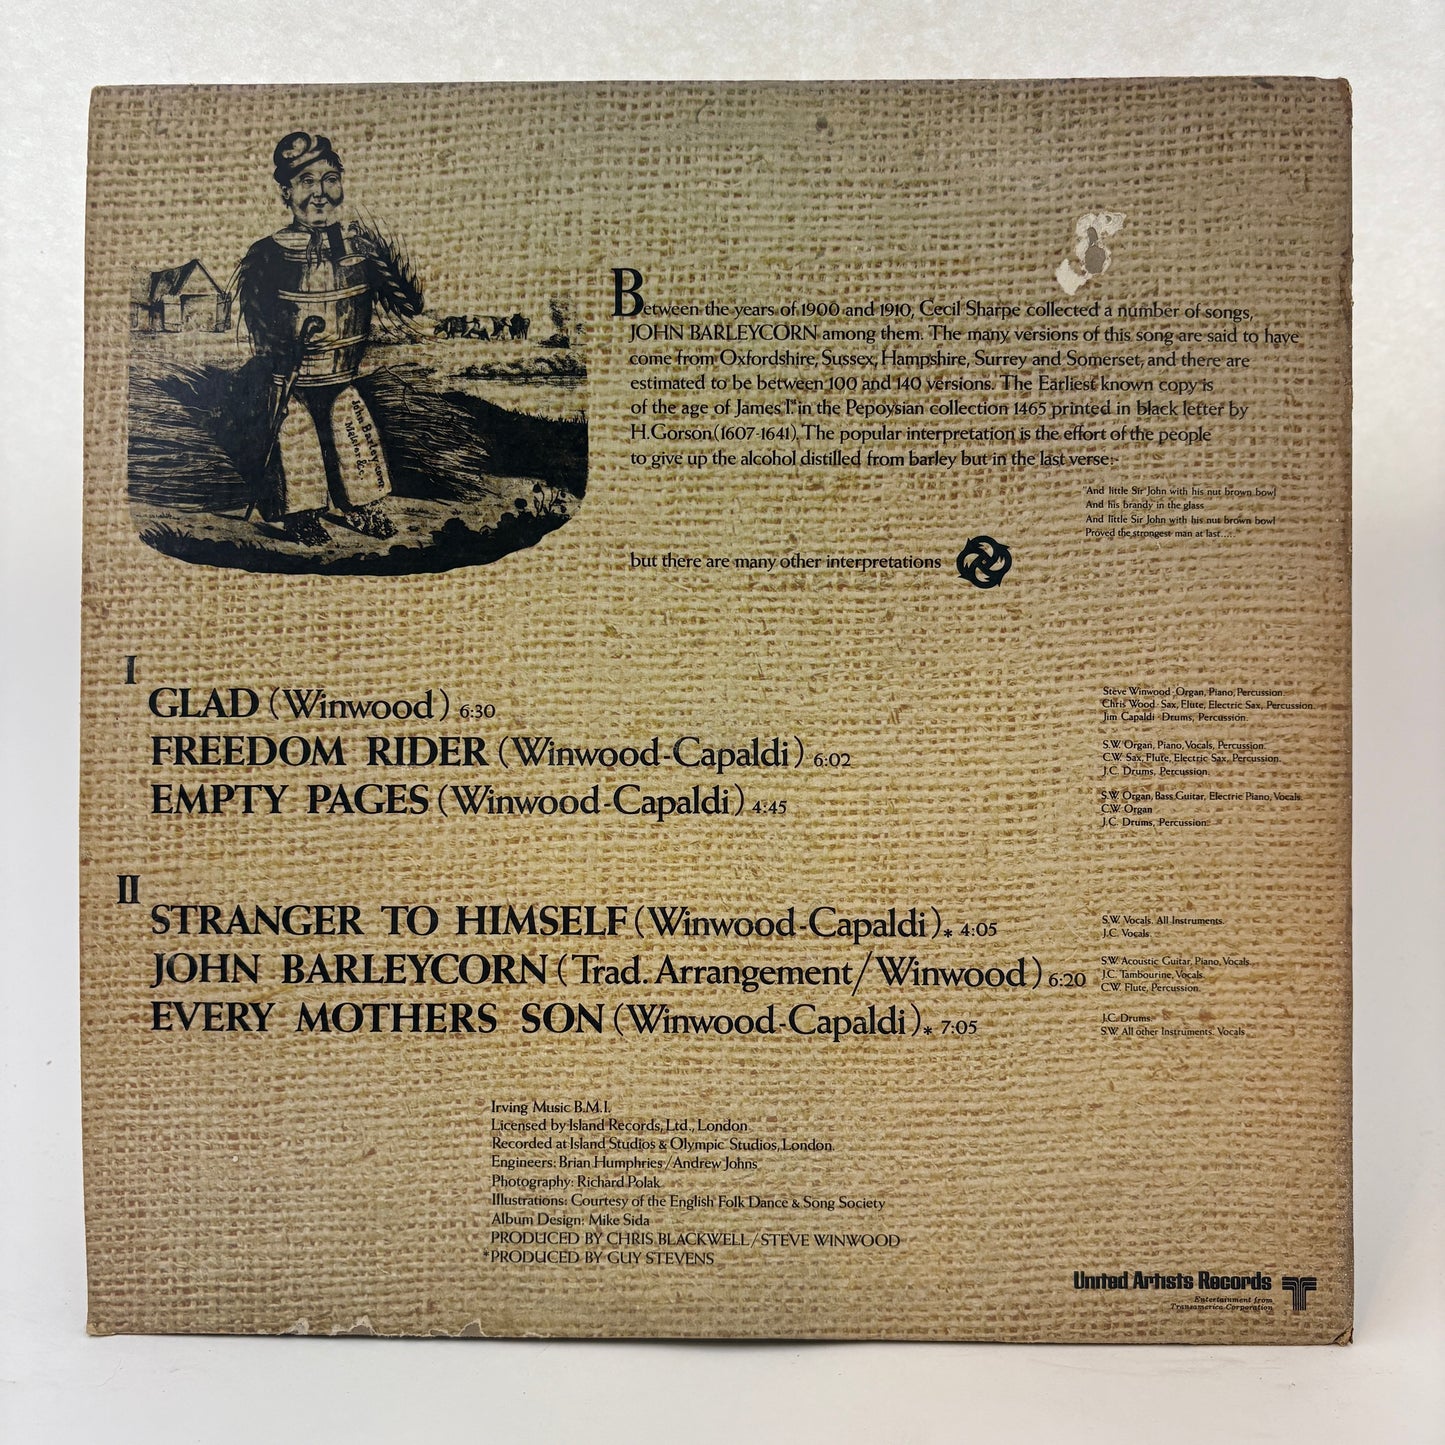 John Barleycorn
Between the years of 1900 and 1910, Cecil Sharpe collected a number of songs,
JOHN BARLEYCORN among them. The many versions of this song are said to have
come from Oxfordshire, Sussex, Hampshire, Surrey and Somerset, and there are
estimated to be between 100 and 140 versions. The Earliest known copy is
of the age of James I." in the Pepoysian collection 1465 printed in black letter by
H.Gorson(1607-1641). The popular interpretation is the effort of the people
to give up the alcohol distilled from barley but in the last verse:-
"And little Sir John with his nut brown bowl
And his brandy in the glass
And little Sir John with his nut brown bowl
Proved the strongest man at last....."
but there are many other interpretations
I
GLAD (Winwood) 6:30
Steve Winwood - Organ, Piano, Percussion.
Chris Wood - Sax, Flute, Electric Sax, Percussion.
Jim Capaldi - Drums, Percussion.
FREEDOM RIDER (Winwood-Capaldi) 6:02
S.W. Organ, Piano, Vocals, Percussion.
C.W. Sax, Flute, Electric Sax, Percussion.
J.C. Drums, Percussion.
EMPTY PAGES (Winwood-Capaldi) 4:45
S.W. Organ, Bass Guitar, Electric Piano, Vocals.
C.W. Organ
J.C. Drums, Percussion.
II
STRANGER TO HIMSELF (Winwood-Capaldi)* 4:05
S.W. Vocals. All Instruments.
J.C. Vocals.
JOHN BARLEYCORN (Trad. Arrangement/Winwood) 6:20
S.W. Acoustic Guitar, Piano, Vocals
J.C. Tambourine, Vocals.
C.W. Flute, Percussion.
EVERY MOTHERS SON (Winwood-Capaldi)* 7:05
J.C. Drums.
S.W. All other Instruments. Vocals
Irving Music B.M.I.
Licensed by Island Records, Ltd., London
Recorded at Island Studios & Olympic Studios, London.
Engineers: Brian Humphries/Andrew Johns
Photography: Richard Polak
Illustrations: Courtesy of the English Folk Dance & Song Society
Album Design: Mike Sida
PRODUCED BY CHRIS BLACKWELL/STEVE WINWOOD
*PRODUCED BY GUY STEVENS
United Artists Records
Entertainment from
Transamerica Corporation